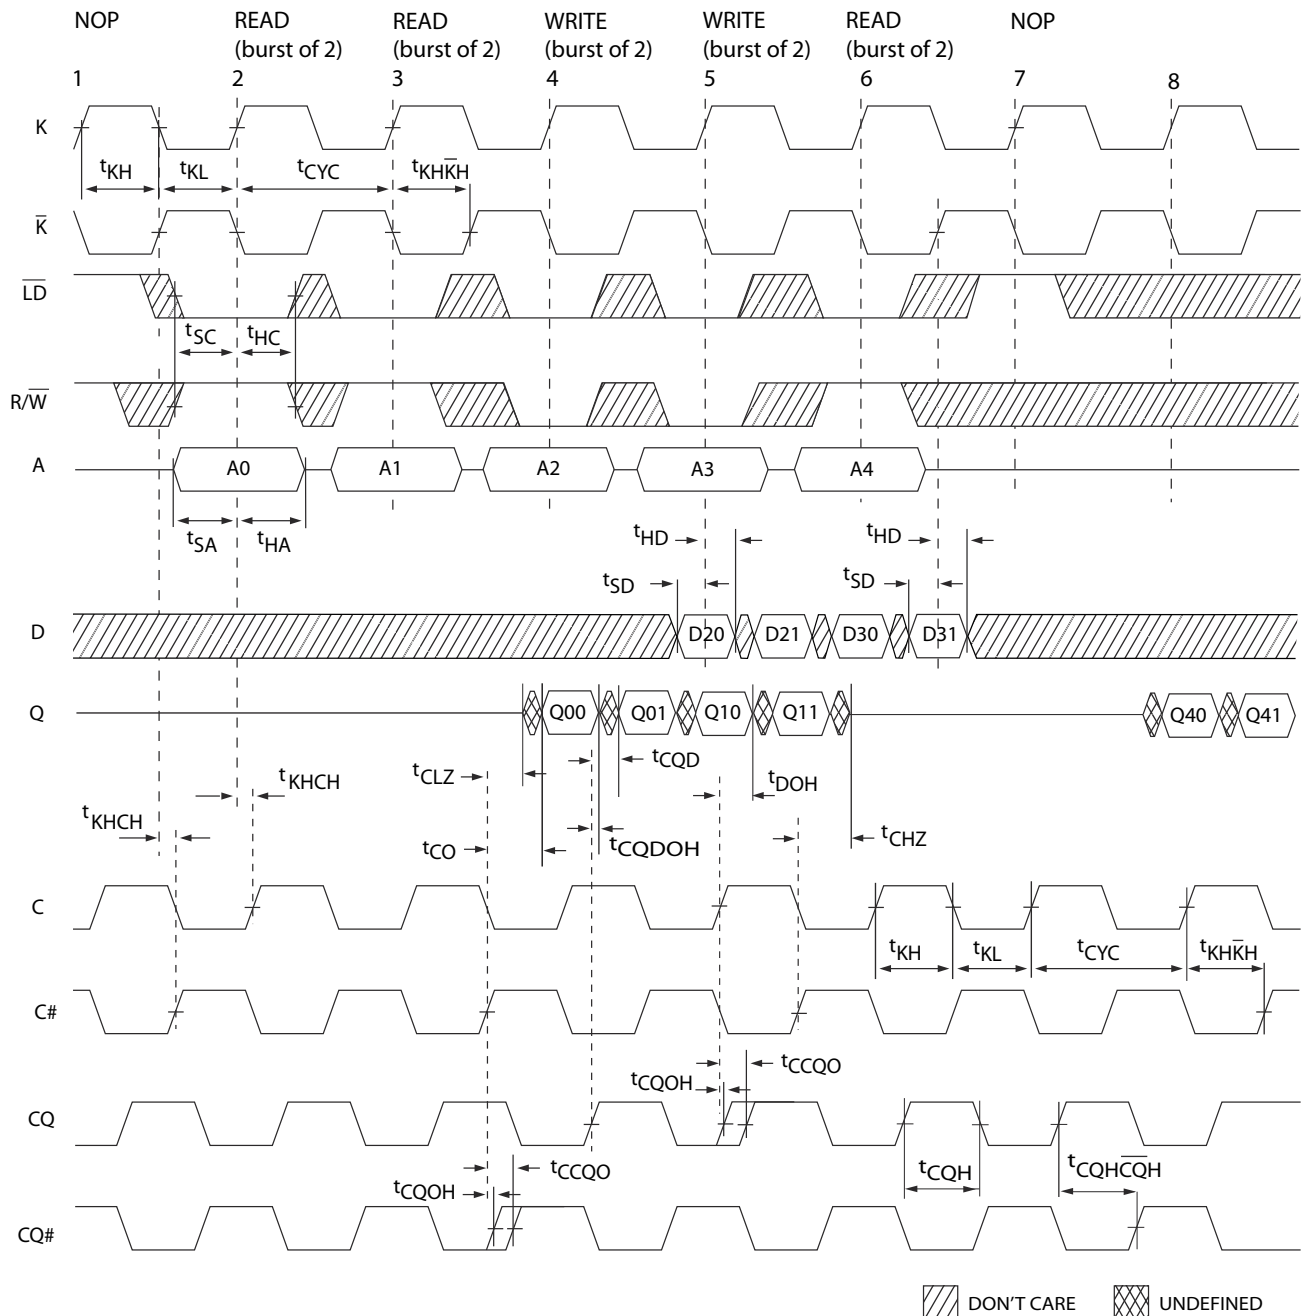 NOP READ READ WRITE WRITE READ NOP
(burst of 2) (burst of 2) (burst of 2) (burst of 2) (burst of 2)
1 2 3 4 5 6 7 8
K
tKH tKL tCYC tKHK̅H
K̅
L̅D̅
tSC tHC
R/W̅
A A0 A1 A2 A3 A4
tSA tHA
tHD tHD
tSD tSD
D D20 D21 D30 D31
Q Q00 Q01 Q10 Q11 Q40 Q41
tKHCH tCLZ tCQD tDOH
tKHCH tCO tCQDOH tCHZ
C
tKH tKL tCYC tKHK̅H
C#
tCCQO
tCQOH
CQ
tCCQO tCQH tCQHC̅Q̅H
tCQOH
CQ#
DON'T CARE UNDEFINED